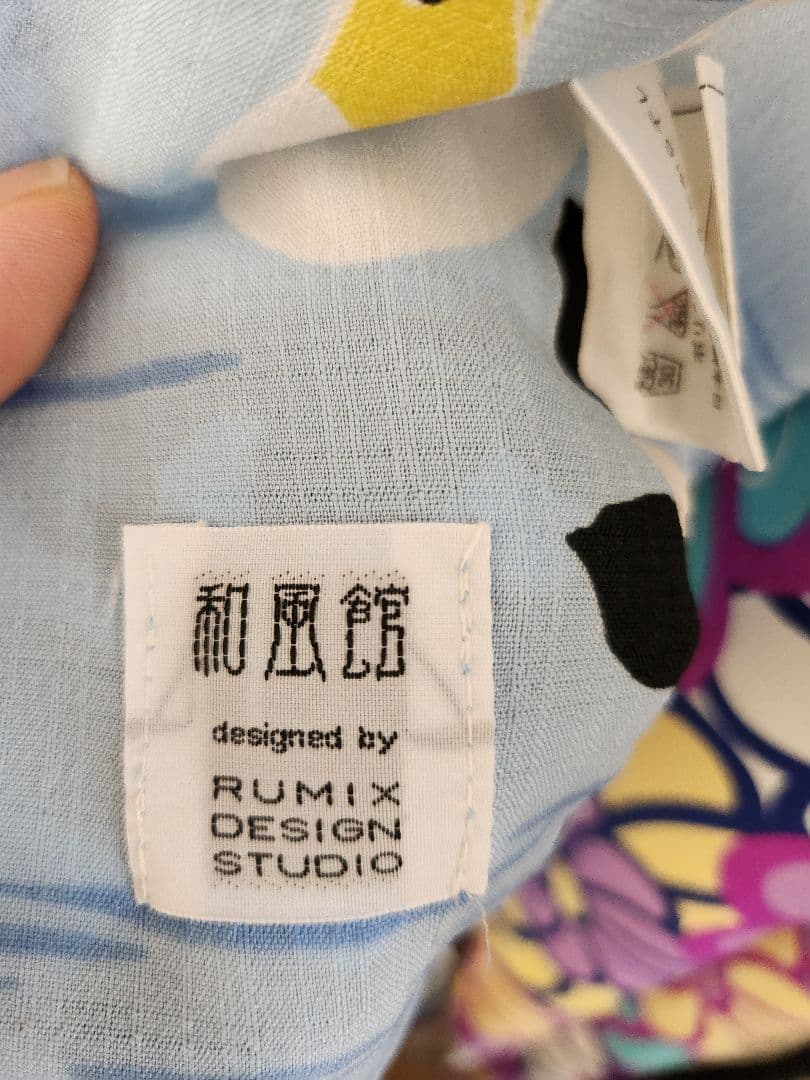 和風館
designed by
RUMIX
DESIGN
STUDIO